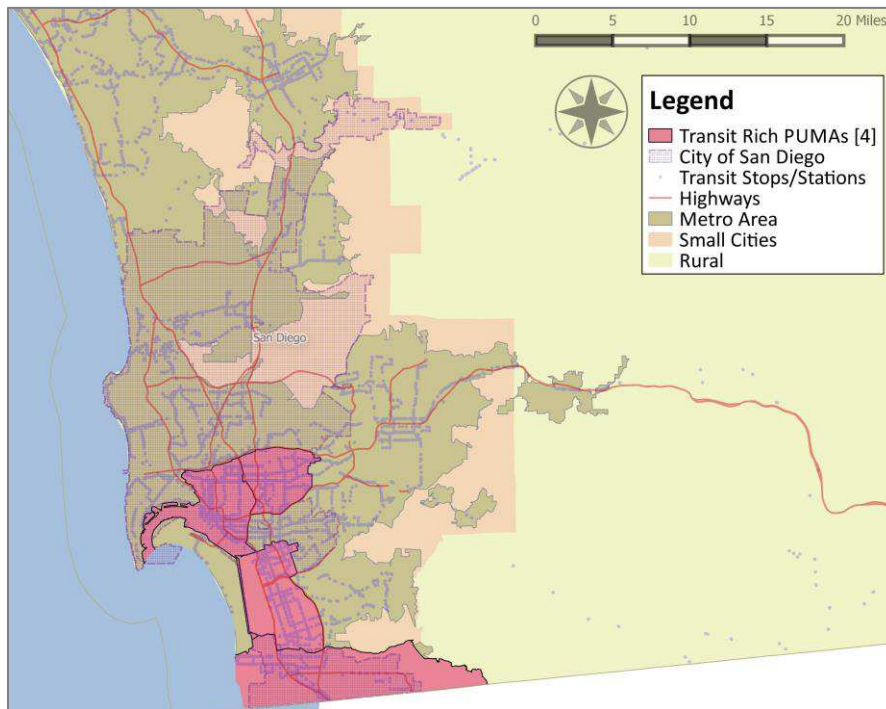 0 5 10 15 20 Miles
Legend
Transit Rich PUMAs [4]
City of San Diego
Transit Stops/Stations
Highways
Metro Area
Small Cities
Rural
San Diego